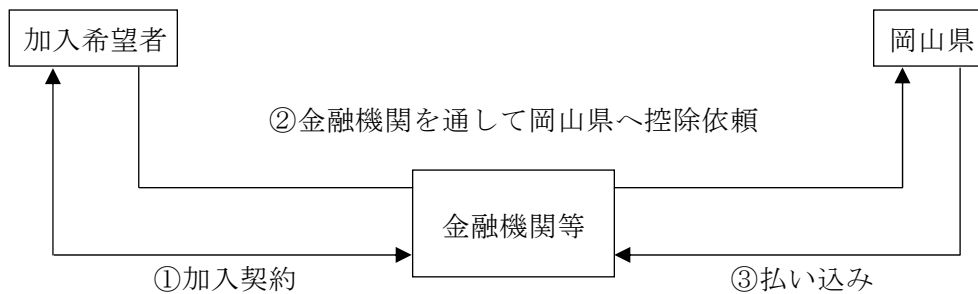 加入希望者
岡山県
②金融機関を通して岡山県へ控除依頼
金融機関等
①加入契約
③払い込み